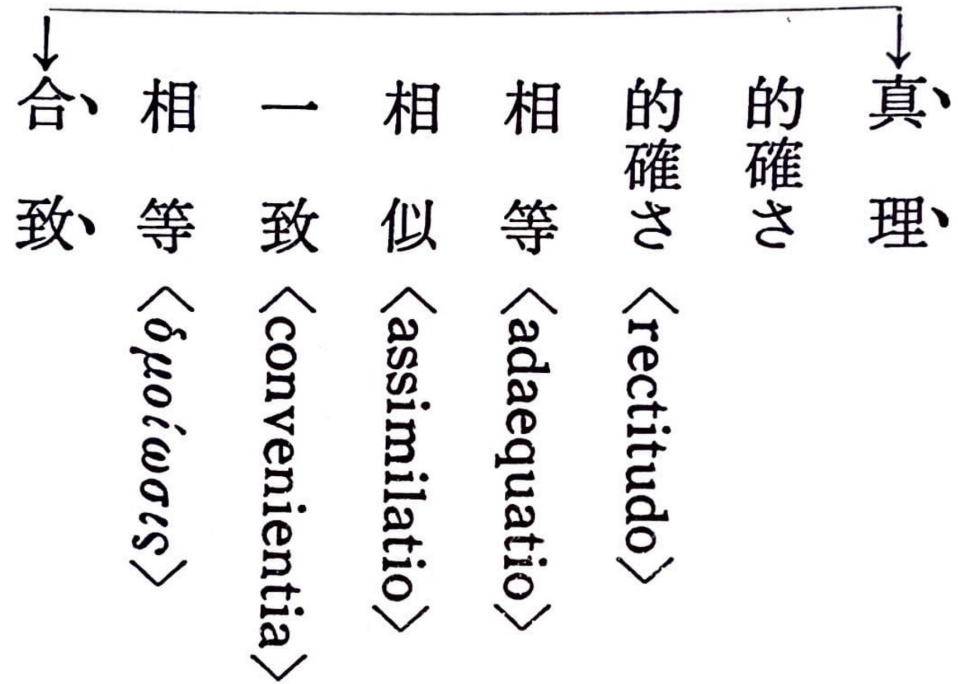 真理
的確さ
的確さ〈rectitudo〉
相等〈adaequatio〉
相似〈assimilatio〉
一致〈convenientia〉
相等〈ὁμοίωσις〉
合致